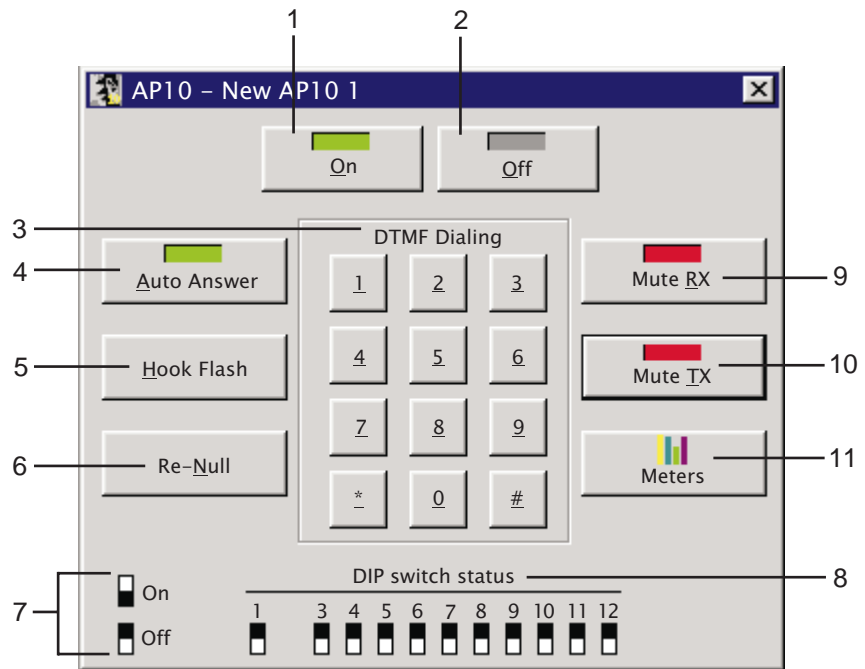 1 2
AP10 – New AP10 1
On Off
3 DTMF Dialing
4 Auto Answer 1 2 3 Mute RX 9
5 Hook Flash 4 5 6 Mute TX 10
6 Re-Null 7 8 9 Meters 11
* 0 #
DIP switch status 8
7 On
Off
1 3 4 5 6 7 8 9 10 11 12